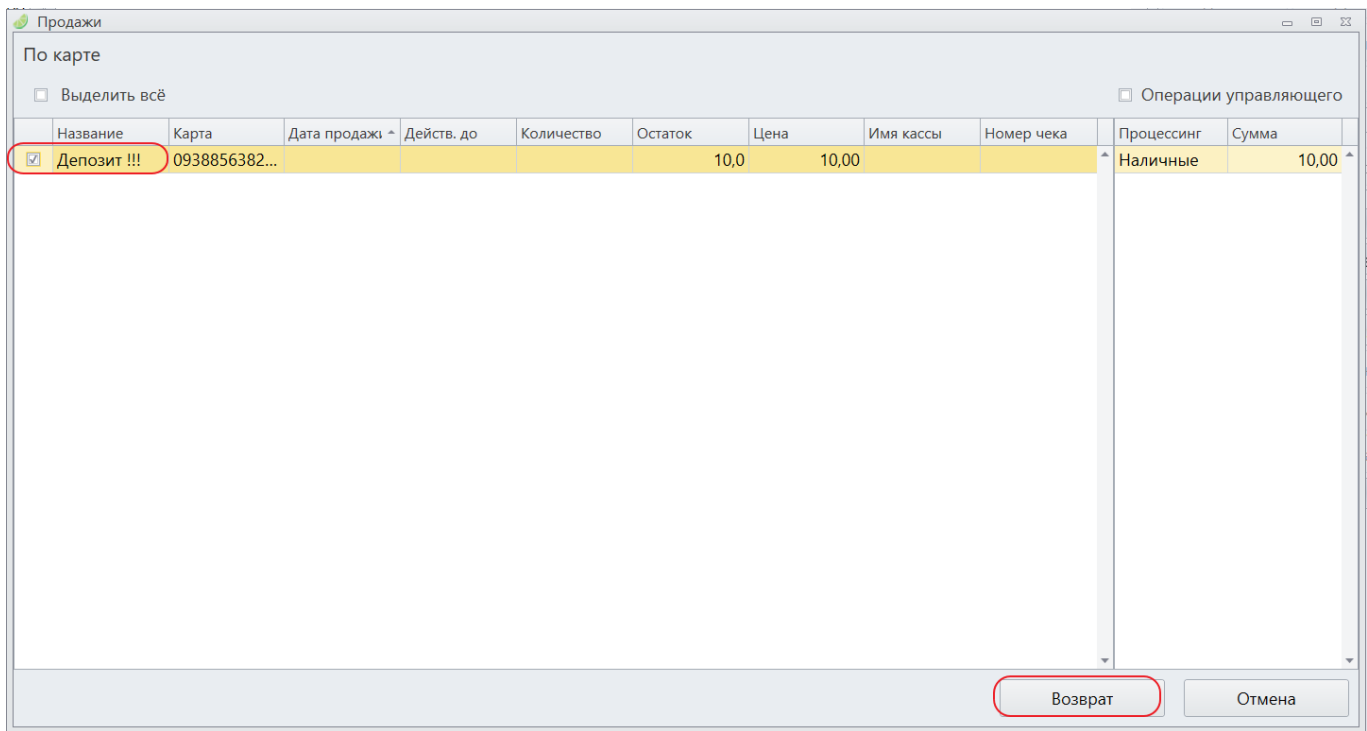 Продажи
По карте
Выделить всё Операции управляющего
Название Карта Дата продажи Действ. до Количество Остаток Цена Имя кассы Номер чека Процессинг Сумма
Депозит !!! 0938856382... 10,0 10,00 Наличные 10,00
Возврат Отмена